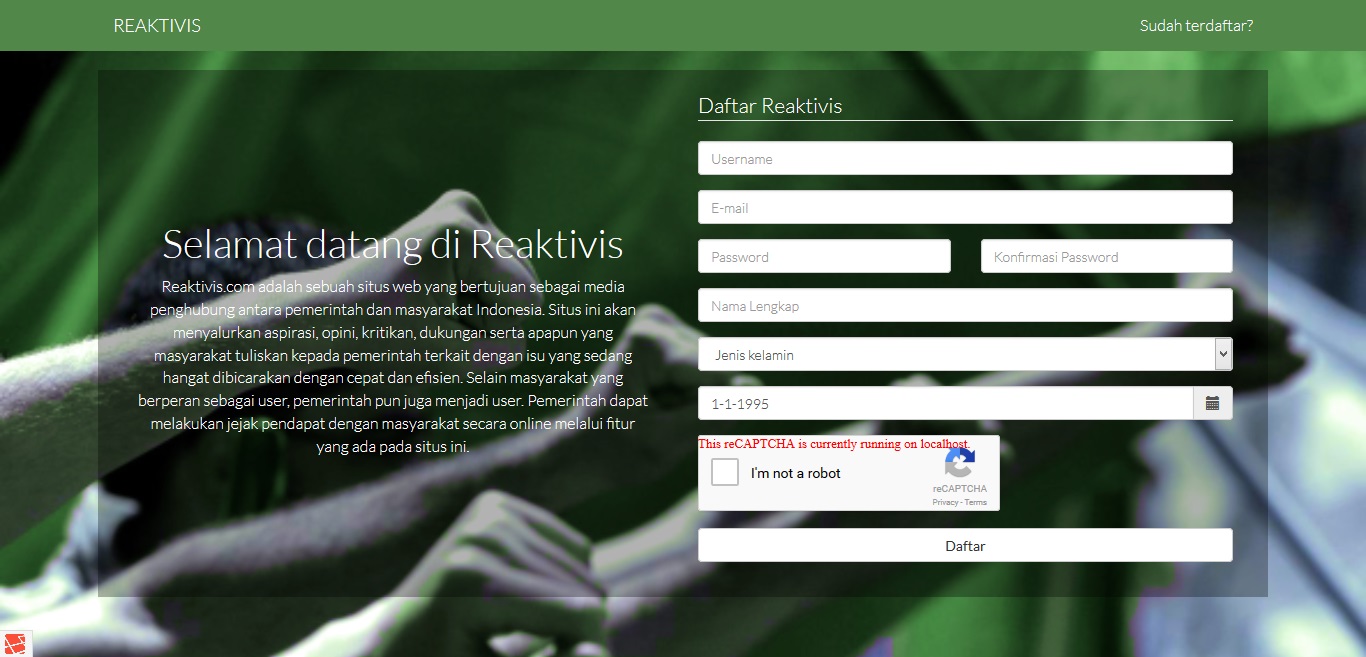 REAKTIVIS
Sudah terdaftar?
Selamat datang di Reaktivis
Reaktivis.com adalah sebuah situs web yang bertujuan sebagai media
penghubung antara pemerintah dan masyarakat Indonesia. Situs ini akan
menyalurkan aspirasi, opini, kritikan, dukungan serta apapun yang
masyarakat tuliskan kepada pemerintah terkait dengan isu yang sedang
hangat dibicarakan dengan cepat dan efisien. Selain masyarakat yang
berperan sebagai user, pemerintah pun juga menjadi user. Pemerintah dapat
melakukan jejak pendapat dengan masyarakat secara online melalui fitur
yang ada pada situs ini.
Daftar Reaktivis
Username
E-mail
Password
Konfirmasi Password
Nama Lengkap
Jenis kelamin
1-1-1995
This reCAPTCHA is currently running on localhost.
I'm not a robot
reCAPTCHA
Privacy - Terms
Daftar